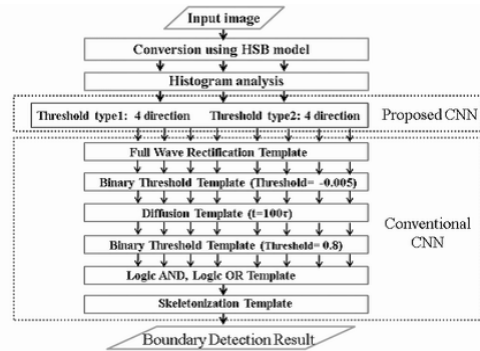 Input image
Conversion using HSB model
Histogram analysis
Threshold type1: 4 direction Threshold type2: 4 direction
Proposed CNN
Full Wave Rectification Template
Binary Threshold Template (Threshold= -0.005)
Diffusion Template (t=100τ)
Conventional
CNN
Binary Threshold Template (Threshold= 0.8)
Logic AND, Logic OR Template
Skeletonization Template
Boundary Detection Result